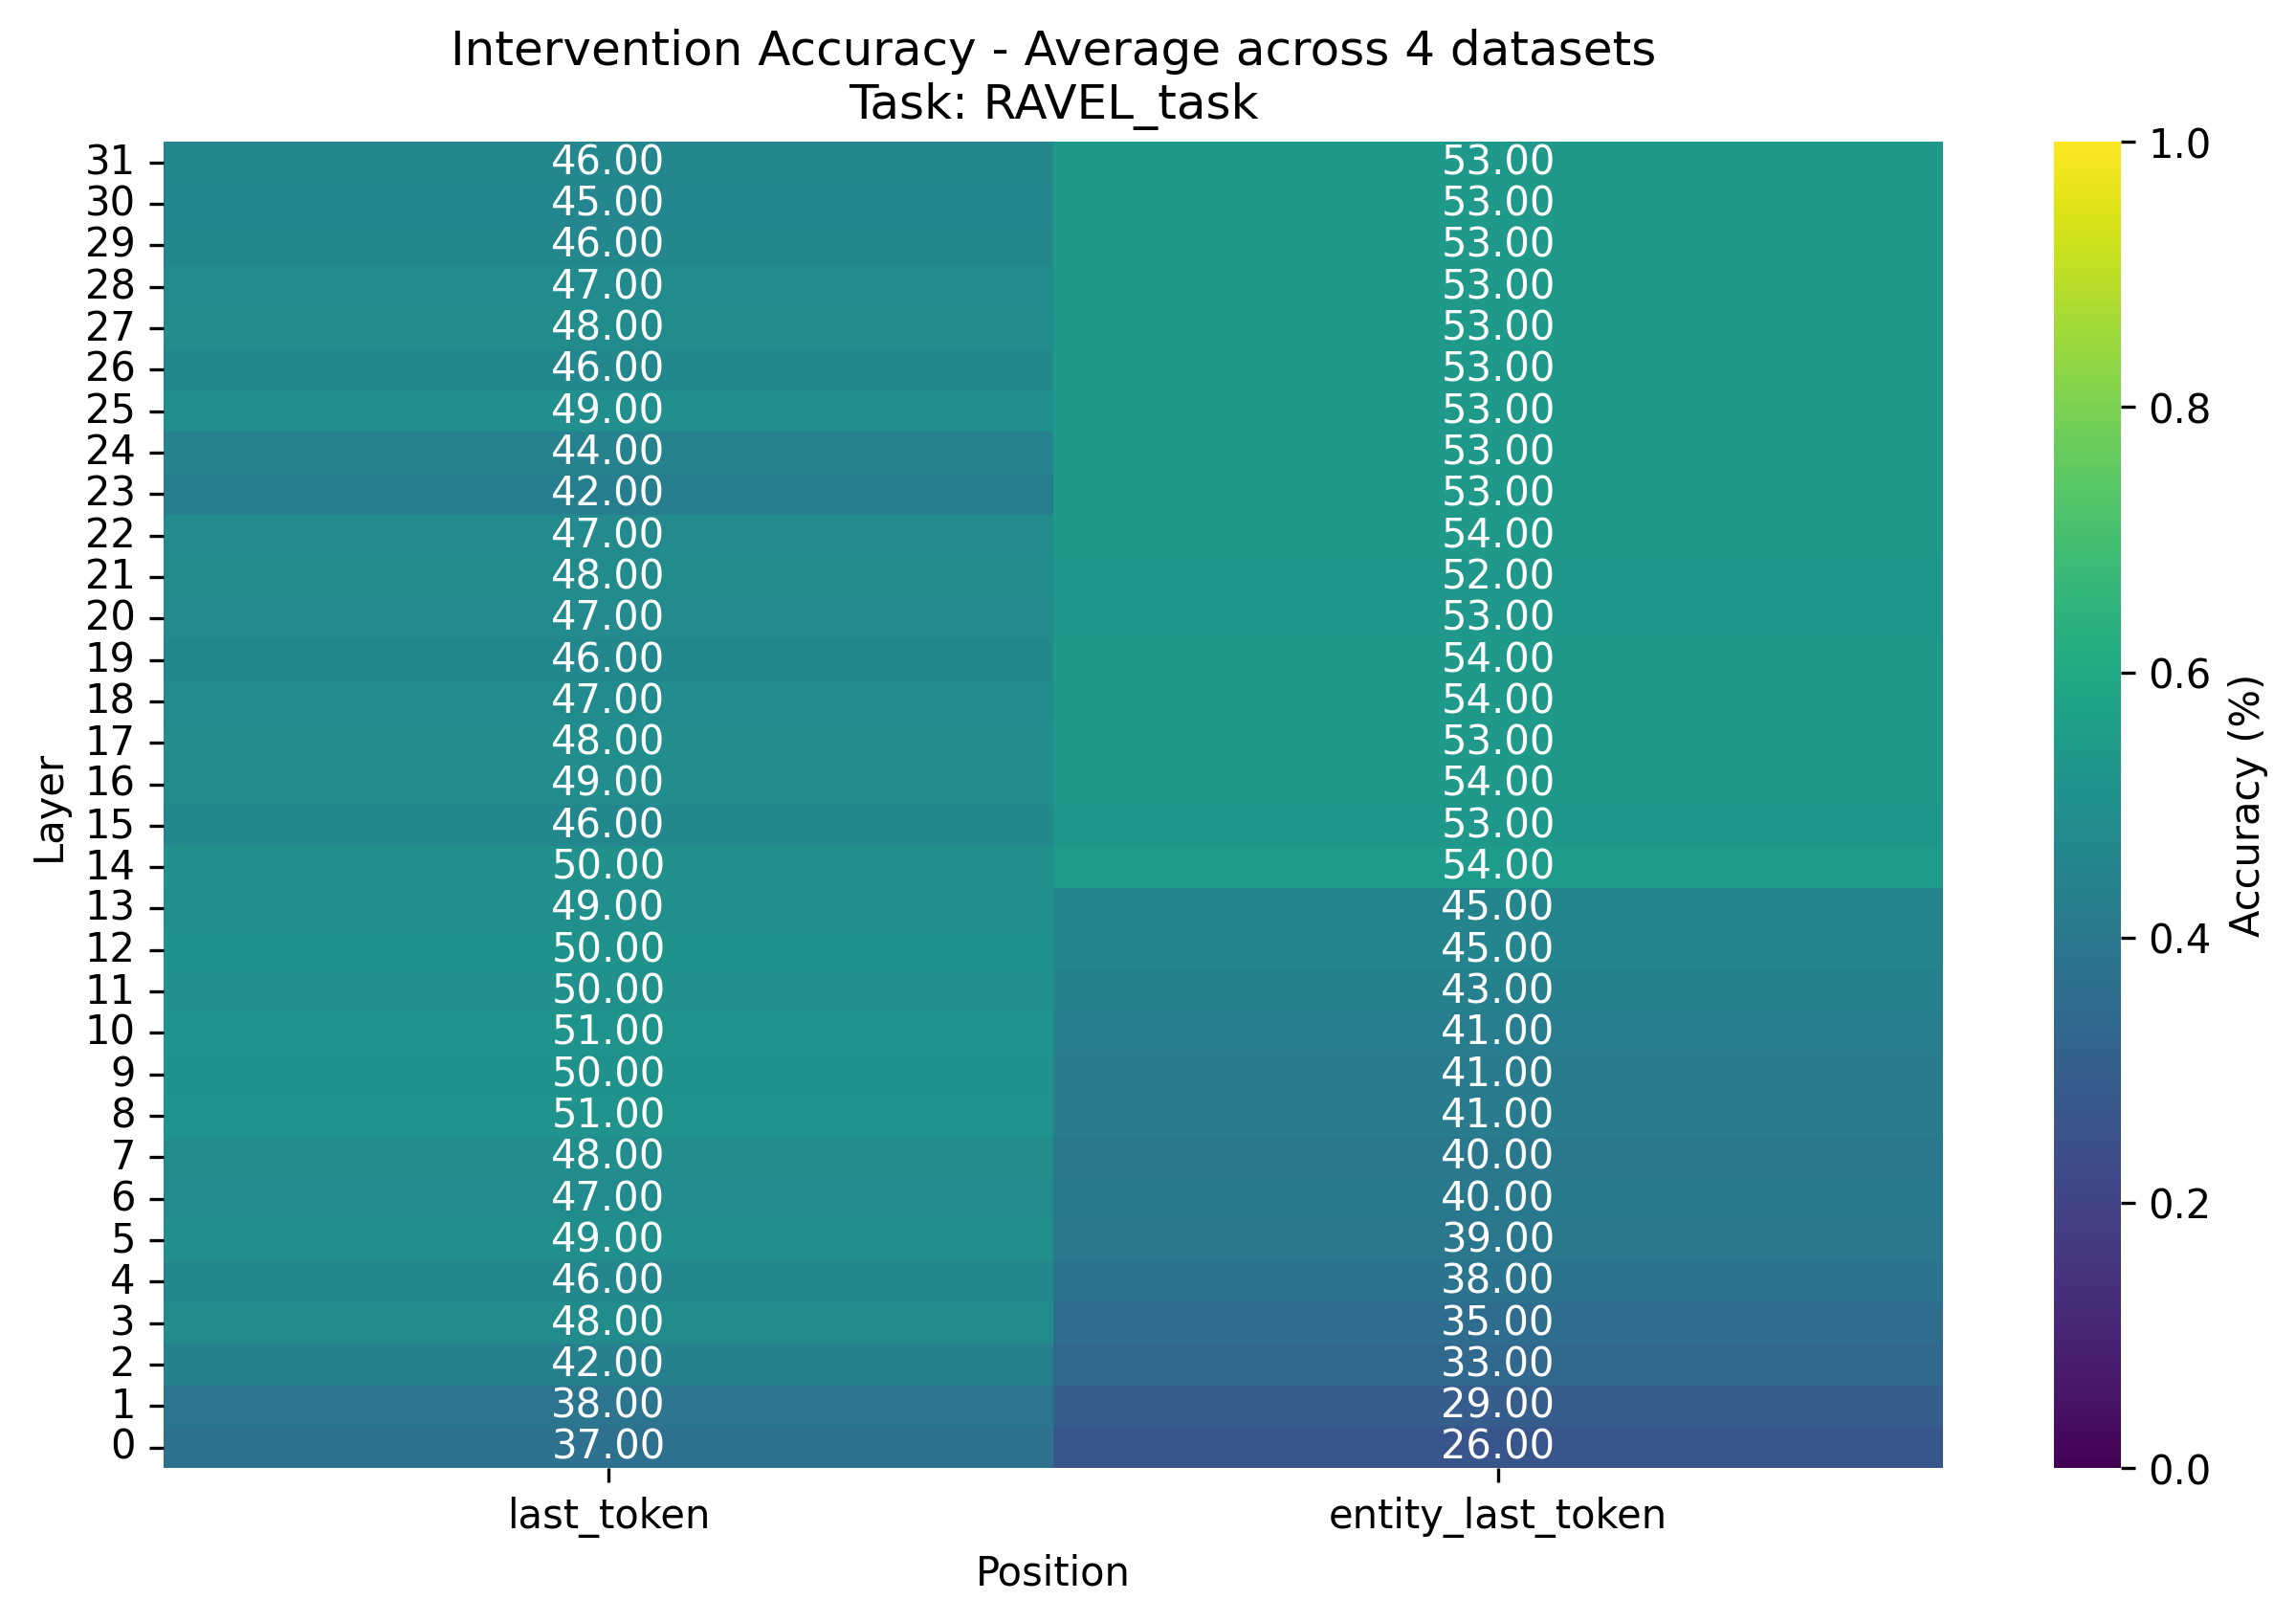 Intervention Accuracy - Average across 4 datasets
Task: RAVEL_task
31 46.00 53.00
30 45.00 53.00
29 46.00 53.00
28 47.00 53.00
27 48.00 53.00
26 46.00 53.00
25 49.00 53.00
24 44.00 53.00
23 42.00 53.00
22 47.00 54.00
21 48.00 52.00
20 47.00 53.00
19 46.00 54.00
18 47.00 54.00
17 48.00 53.00
16 49.00 54.00
15 46.00 53.00
14 50.00 54.00
13 49.00 45.00
12 50.00 45.00
11 50.00 43.00
10 51.00 41.00
9 50.00 41.00
8 51.00 41.00
7 48.00 40.00
6 47.00 40.00
5 49.00 39.00
4 46.00 38.00
3 48.00 35.00
2 42.00 33.00
1 38.00 29.00
0 37.00 26.00
Layer
last_token entity_last_token
Position
1.0
0.8
0.6
0.4
0.2
0.0
Accuracy (%)